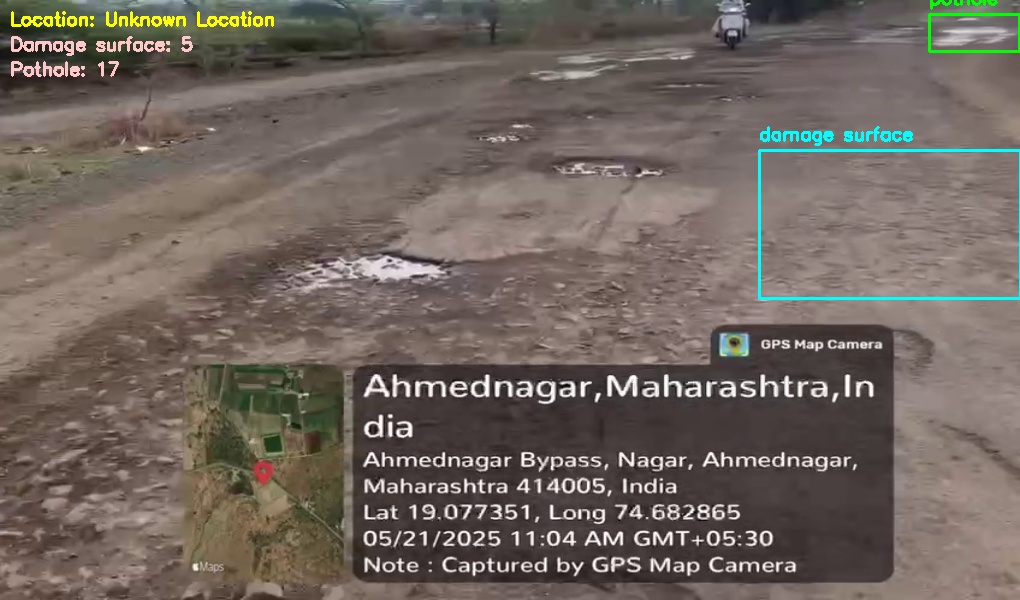 Location: Unknown Location
Damage surface: 5
Pothole: 17
pothole
damage surface
GPS Map Camera
Ahmednagar,Maharashtra,In
dia
Ahmednagar Bypass, Nagar, Ahmednagar,
Maharashtra 414005, India
Lat 19.077351, Long 74.682865
05/21/2025 11:04 AM GMT+05:30
Note : Captured by GPS Map Camera
Maps